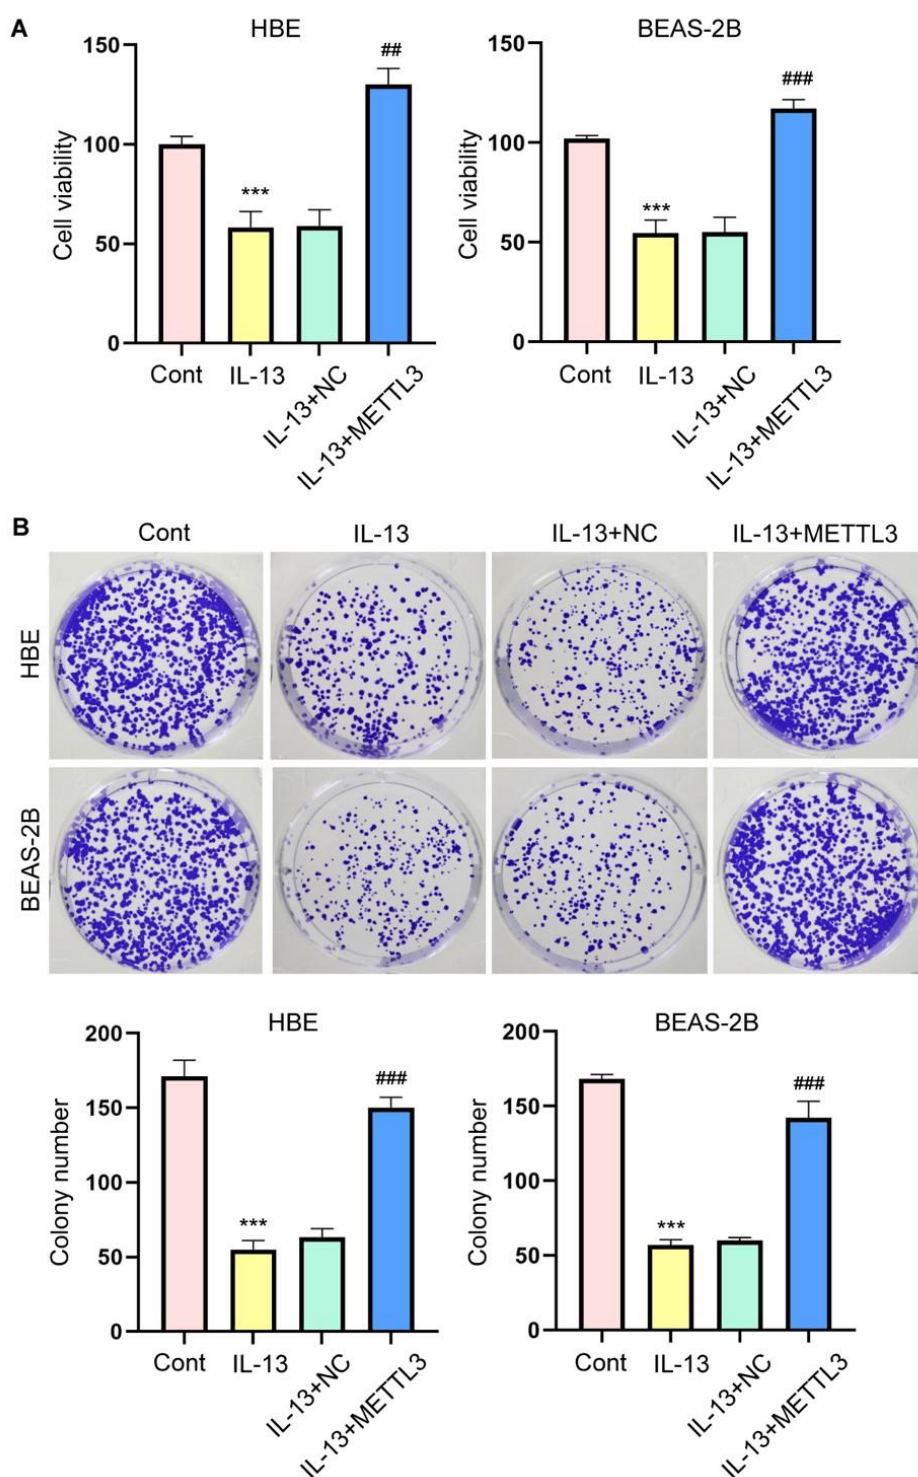 A
HBE
BEAS-2B
Cell viability
150
100
50
0
***
##
Cont
IL-13
IL-13+NC
IL-13+METTL3
Cell viability
150
100
50
0
***
###
Cont
IL-13
IL-13+NC
IL-13+METTL3
B
Cont
IL-13
IL-13+NC
IL-13+METTL3
HBE
BEAS-2B
HBE
Colony number
200
150
100
50
0
***
###
Cont
IL-13
IL-13+NC
IL-13+METTL3
BEAS-2B
Colony number
200
150
100
50
0
***
###
Cont
IL-13
IL-13+NC
IL-13+METTL3